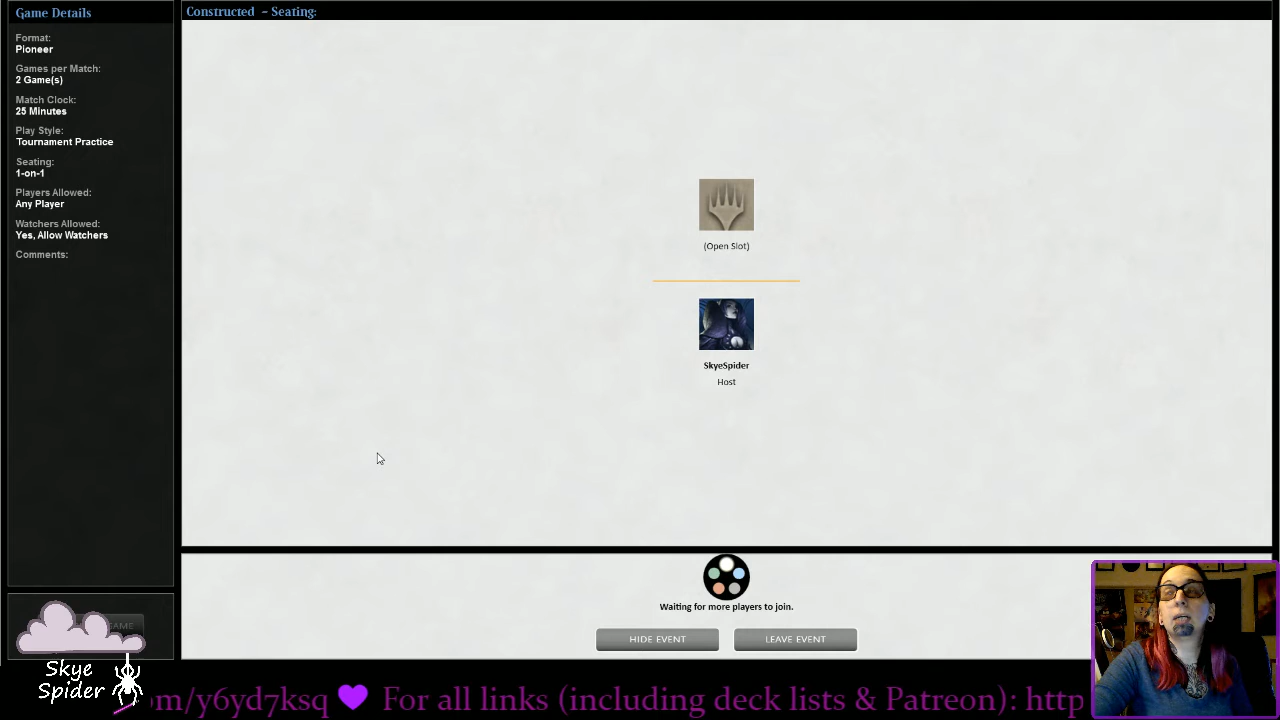 Game Details
Format:
Pioneer
Games per Match:
2 Game(s)
Match Clock:
25 Minutes
Play Style:
Tournament Practice
Seating:
1-on-1
Players Allowed:
Any Player
Watchers Allowed:
Yes, Allow Watchers
Comments:
Constructed - Seating:
(Open Slot)
SkyeSpider
Host
Waiting for more players to join.
HIDE EVENT
LEAVE EVENT
Skye
Spider
om/y6yd7ksq 💜 For all links (including deck lists & Patreon): http